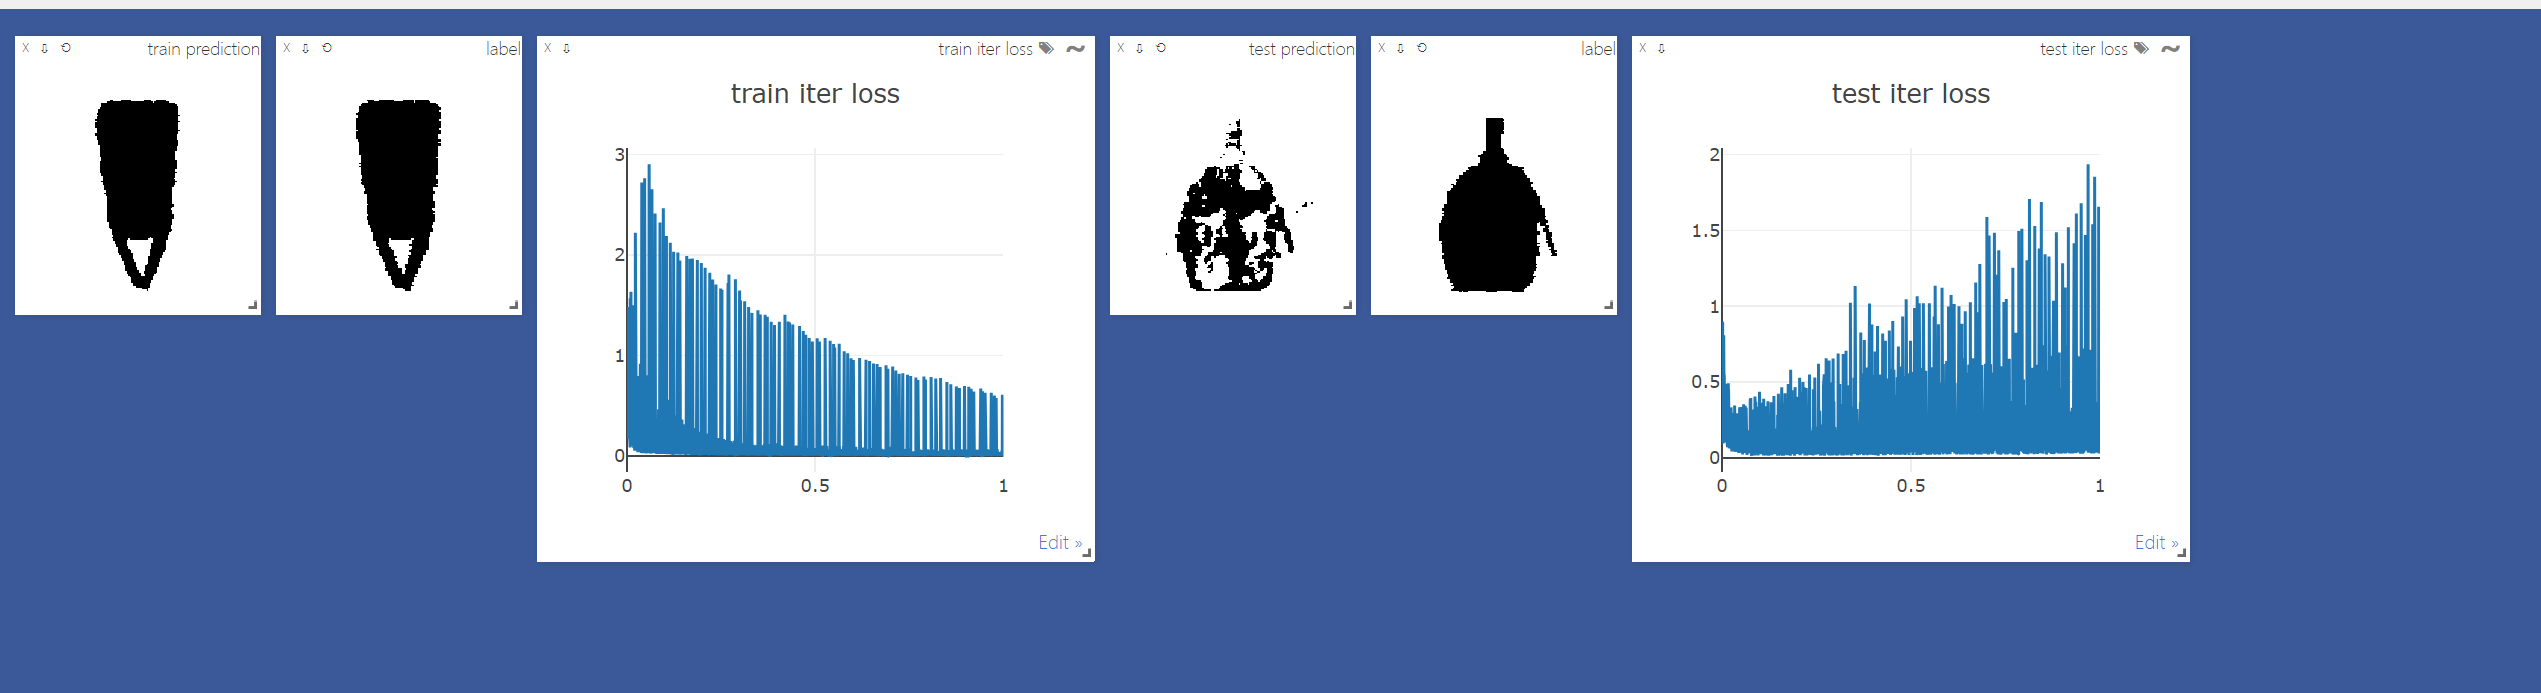 X ⇩ ⟲ train prediction
X ⇩ ⟲ label
X ⇩ train iter loss
train iter loss
3
2
1
0
0 0.5 1
Edit »
X ⇩ ⟲ test prediction
X ⇩ ⟲ label
X ⇩ test iter loss
test iter loss
2
1.5
1
0.5
0
0 0.5 1
Edit »